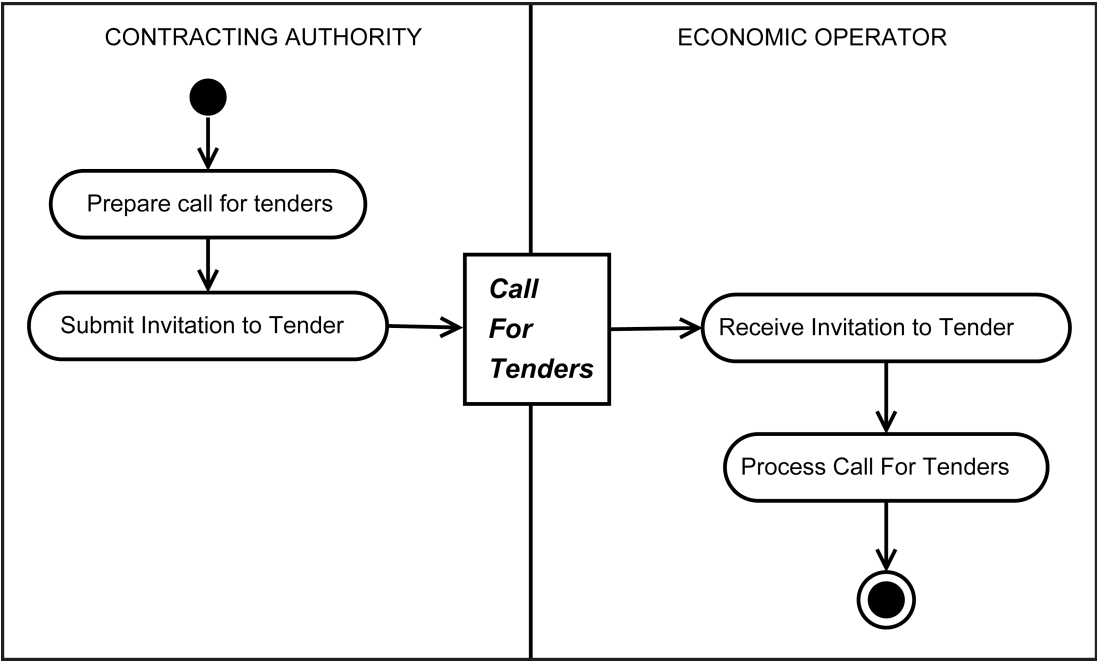 CONTRACTING AUTHORITY
ECONOMIC OPERATOR
Prepare call for tenders
Submit Invitation to Tender
Call
For
Tenders
Receive Invitation to Tender
Process Call For Tenders